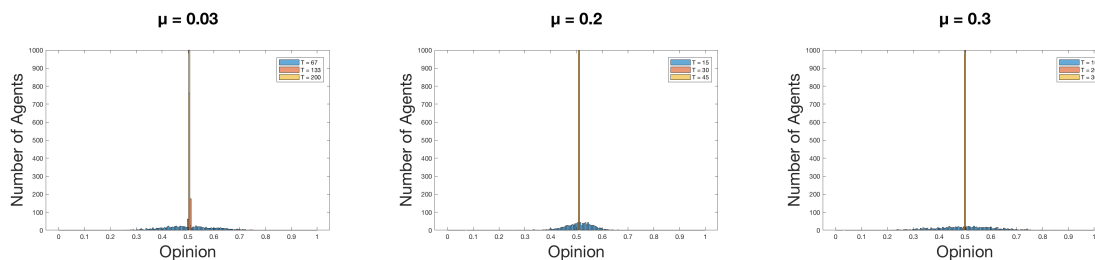 μ = 0.03
1000
900
800
700
600
500
400
300
200
100
0
Number of Agents
T = 67
T = 133
T = 200
0 0.1 0.2 0.3 0.4 0.5 0.6 0.7 0.8 0.9 1
Opinion
μ = 0.2
1000
900
800
700
600
500
400
300
200
100
0
Number of Agents
T = 15
T = 30
T = 45
0 0.1 0.2 0.3 0.4 0.5 0.6 0.7 0.8 0.9 1
Opinion
μ = 0.3
1000
900
800
700
600
500
400
300
200
100
0
Number of Agents
T = 1
T = 2
T = 3
0 0.1 0.2 0.3 0.4 0.5 0.6 0.7 0.8 0.9 1
Opinion